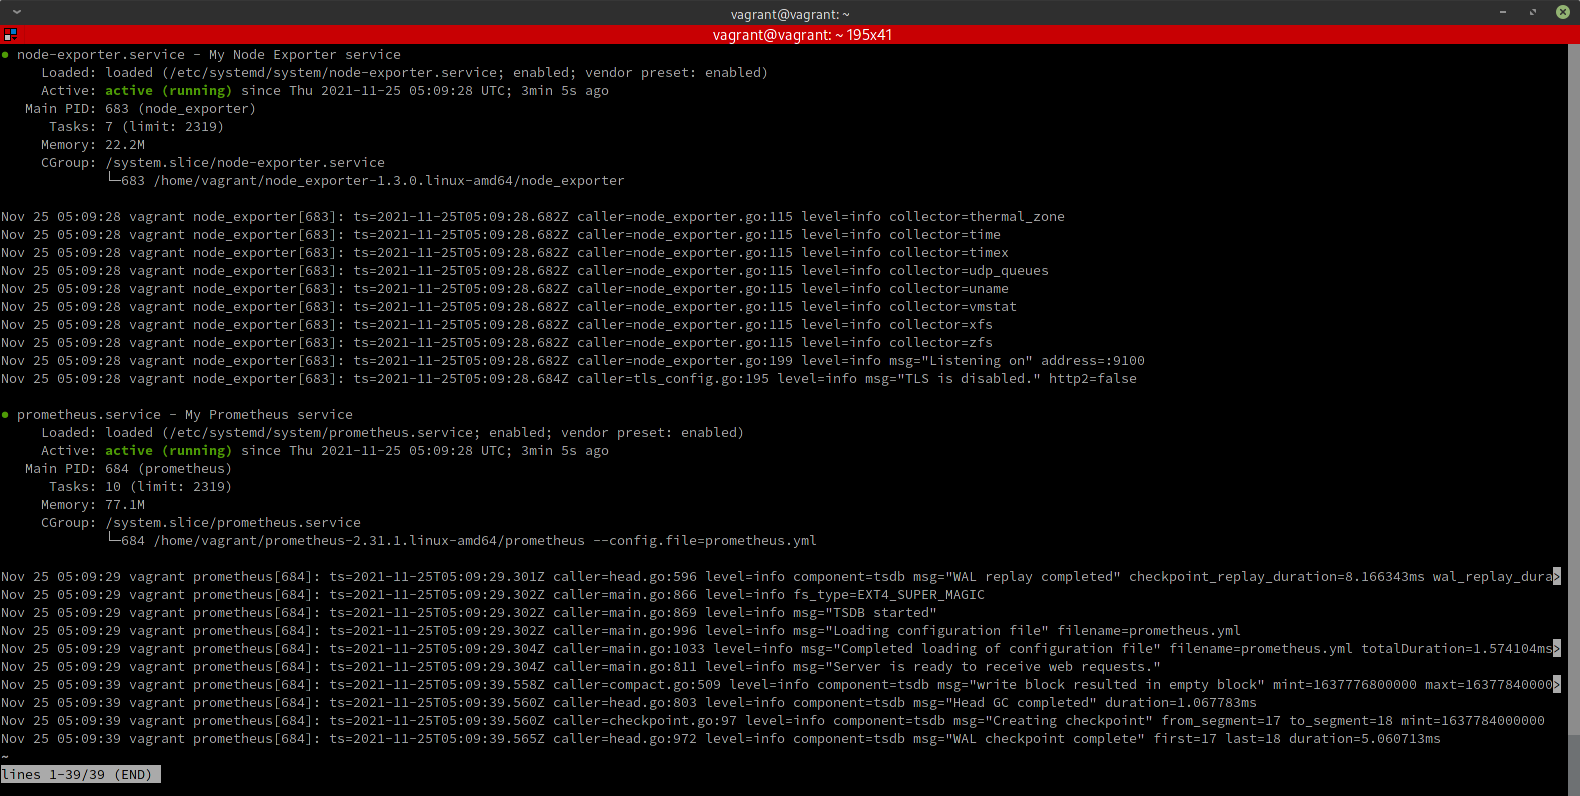 vagrant@vagrant: ~
vagrant@vagrant: ~ 195x41
● node-exporter.service - My Node Exporter service
     Loaded: loaded (/etc/systemd/system/node-exporter.service; enabled; vendor preset: enabled)
     Active: active (running) since Thu 2021-11-25 05:09:28 UTC; 3min 5s ago
   Main PID: 683 (node_exporter)
      Tasks: 7 (limit: 2319)
     Memory: 22.2M
     CGroup: /system.slice/node-exporter.service
             └─683 /home/vagrant/node_exporter-1.3.0.linux-amd64/node_exporter

Nov 25 05:09:28 vagrant node_exporter[683]: ts=2021-11-25T05:09:28.682Z caller=node_exporter.go:115 level=info collector=thermal_zone
Nov 25 05:09:28 vagrant node_exporter[683]: ts=2021-11-25T05:09:28.682Z caller=node_exporter.go:115 level=info collector=time
Nov 25 05:09:28 vagrant node_exporter[683]: ts=2021-11-25T05:09:28.682Z caller=node_exporter.go:115 level=info collector=timex
Nov 25 05:09:28 vagrant node_exporter[683]: ts=2021-11-25T05:09:28.682Z caller=node_exporter.go:115 level=info collector=udp_queues
Nov 25 05:09:28 vagrant node_exporter[683]: ts=2021-11-25T05:09:28.682Z caller=node_exporter.go:115 level=info collector=uname
Nov 25 05:09:28 vagrant node_exporter[683]: ts=2021-11-25T05:09:28.682Z caller=node_exporter.go:115 level=info collector=vmstat
Nov 25 05:09:28 vagrant node_exporter[683]: ts=2021-11-25T05:09:28.682Z caller=node_exporter.go:115 level=info collector=xfs
Nov 25 05:09:28 vagrant node_exporter[683]: ts=2021-11-25T05:09:28.682Z caller=node_exporter.go:115 level=info collector=zfs
Nov 25 05:09:28 vagrant node_exporter[683]: ts=2021-11-25T05:09:28.682Z caller=node_exporter.go:199 level=info msg="Listening on" address=:9100
Nov 25 05:09:28 vagrant node_exporter[683]: ts=2021-11-25T05:09:28.684Z caller=tls_config.go:195 level=info msg="TLS is disabled." http2=false

● prometheus.service - My Prometheus service
     Loaded: loaded (/etc/systemd/system/prometheus.service; enabled; vendor preset: enabled)
     Active: active (running) since Thu 2021-11-25 05:09:28 UTC; 3min 5s ago
   Main PID: 684 (prometheus)
      Tasks: 10 (limit: 2319)
     Memory: 77.1M
     CGroup: /system.slice/prometheus.service
             └─684 /home/vagrant/prometheus-2.31.1.linux-amd64/prometheus --config.file=prometheus.yml

Nov 25 05:09:29 vagrant prometheus[684]: ts=2021-11-25T05:09:29.301Z caller=head.go:596 level=info component=tsdb msg="WAL replay completed" checkpoint_replay_duration=8.166343ms wal_replay_dura>
Nov 25 05:09:29 vagrant prometheus[684]: ts=2021-11-25T05:09:29.302Z caller=main.go:866 level=info fs_type=EXT4_SUPER_MAGIC
Nov 25 05:09:29 vagrant prometheus[684]: ts=2021-11-25T05:09:29.302Z caller=main.go:869 level=info msg="TSDB started"
Nov 25 05:09:29 vagrant prometheus[684]: ts=2021-11-25T05:09:29.302Z caller=main.go:996 level=info msg="Loading configuration file" filename=prometheus.yml
Nov 25 05:09:29 vagrant prometheus[684]: ts=2021-11-25T05:09:29.304Z caller=main.go:1033 level=info msg="Completed loading of configuration file" filename=prometheus.yml totalDuration=1.574104ms>
Nov 25 05:09:29 vagrant prometheus[684]: ts=2021-11-25T05:09:29.304Z caller=main.go:811 level=info msg="Server is ready to receive web requests."
Nov 25 05:09:39 vagrant prometheus[684]: ts=2021-11-25T05:09:39.558Z caller=compact.go:509 level=info component=tsdb msg="write block resulted in empty block" mint=1637776800000 maxt=16377840000>
Nov 25 05:09:39 vagrant prometheus[684]: ts=2021-11-25T05:09:39.560Z caller=head.go:803 level=info component=tsdb msg="Head GC completed" duration=1.067783ms
Nov 25 05:09:39 vagrant prometheus[684]: ts=2021-11-25T05:09:39.560Z caller=checkpoint.go:97 level=info component=tsdb msg="Creating checkpoint" from_segment=17 to_segment=18 mint=1637784000000
Nov 25 05:09:39 vagrant prometheus[684]: ts=2021-11-25T05:09:39.565Z caller=head.go:972 level=info component=tsdb msg="WAL checkpoint complete" first=17 last=18 duration=5.060713ms
~
lines 1-39/39 (END)